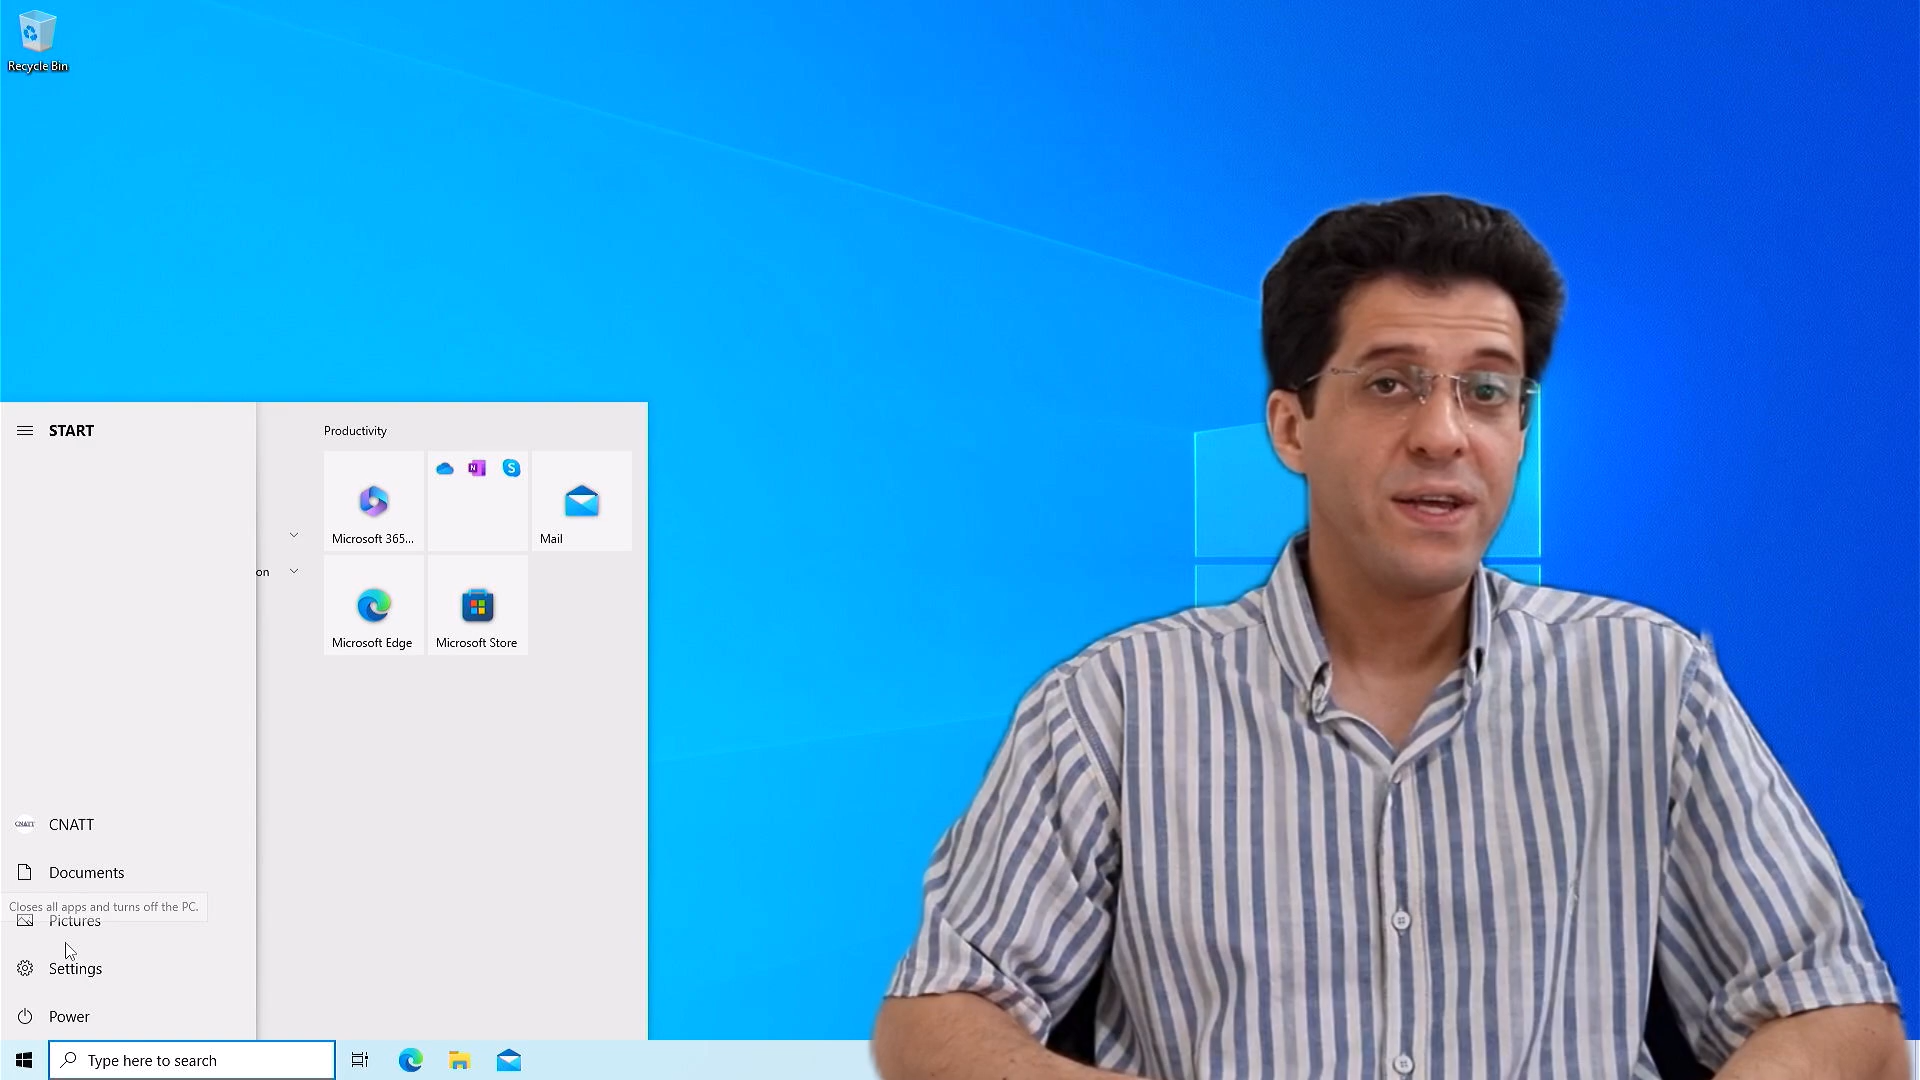 Recycle Bin
START
Productivity
Microsoft 365...
Mail
on
Microsoft Edge
Microsoft Store
CNATT
CNATT
Documents
Closes all apps and turns off the PC.
Pictures
Settings
Power
Type here to search